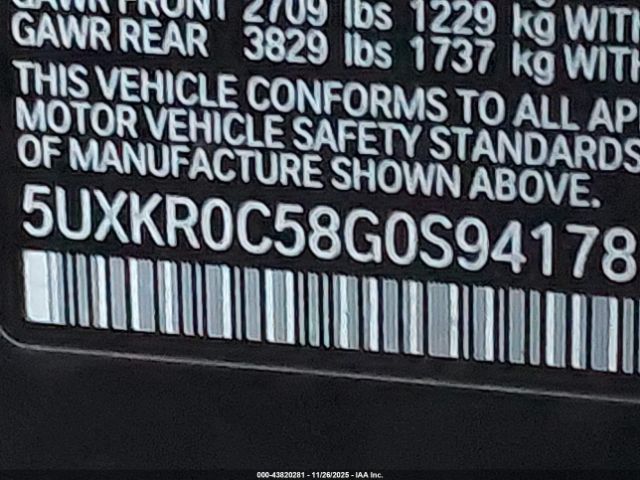 GAWR FRONT 2709 lbs 1229 kg WITH
GAWR REAR 3829 lbs 1737 kg WITH
THIS VEHICLE CONFORMS TO ALL AP
MOTOR VEHICLE SAFETY STANDARDS
OF MANUFACTURE SHOWN ABOVE.
5UXKR0C58G0S94178
000-43820281 - 11/26/2025 - IAA Inc.